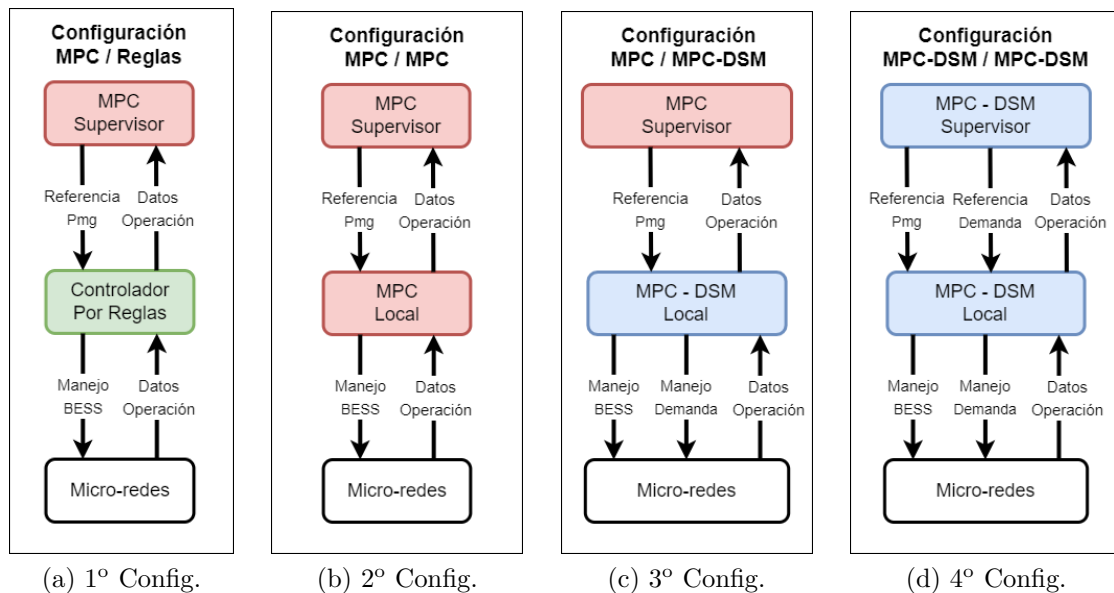 Configuración
MPC / Reglas
MPC
Supervisor
Referencia
Pmg
Datos
Operación
Controlador
Por Reglas
Manejo
BESS
Datos
Operación
Micro-redes
(a) 1º Config.
Configuración
MPC / MPC
MPC
Supervisor
Referencia
Pmg
Datos
Operación
MPC
Local
Manejo
BESS
Datos
Operación
Micro-redes
(b) 2º Config.
Configuración
MPC / MPC-DSM
MPC
Supervisor
Referencia
Pmg
Datos
Operación
MPC - DSM
Local
Manejo
BESS
Manejo
Demanda
Datos
Operación
Micro-redes
(c) 3º Config.
Configuración
MPC-DSM / MPC-DSM
MPC - DSM
Supervisor
Referencia
Pmg
Referencia
Demanda
Datos
Operación
MPC - DSM
Local
Manejo
BESS
Manejo
Demanda
Datos
Operación
Micro-redes
(d) 4º Config.